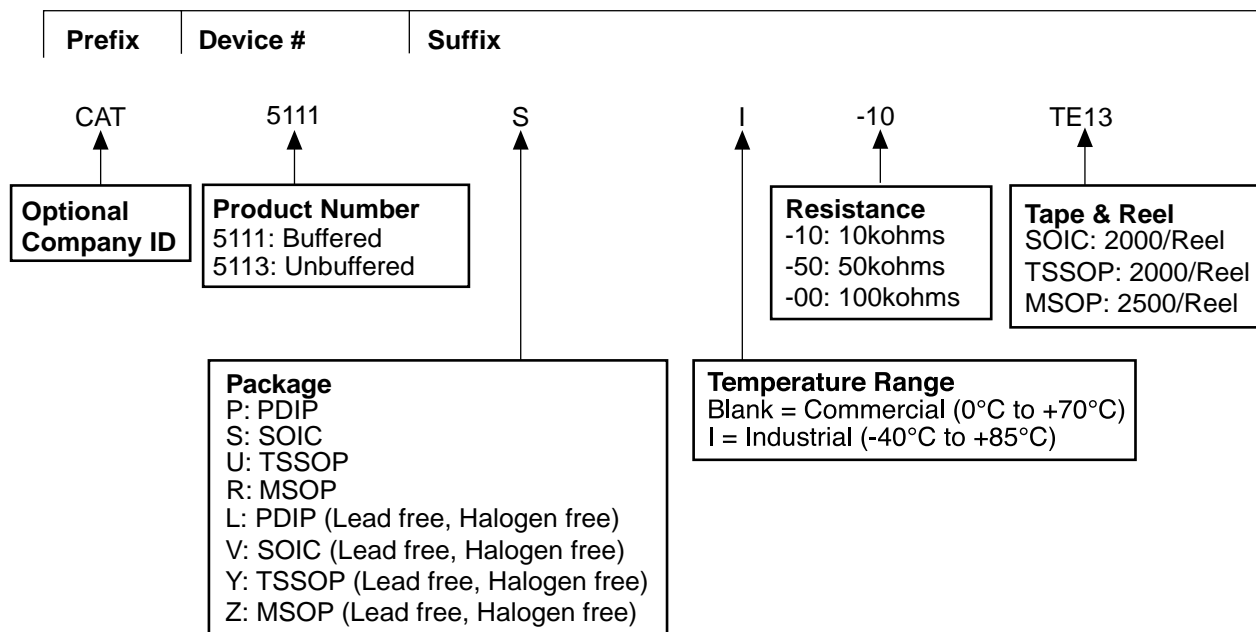 Prefix Device # Suffix
CAT 5111 S I -10 TE13
Optional
Company ID
Product Number
5111: Buffered
5113: Unbuffered
Resistance
-10: 10kohms
-50: 50kohms
-00: 100kohms
Tape & Reel
SOIC: 2000/Reel
TSSOP: 2000/Reel
MSOP: 2500/Reel
Package
P: PDIP
S: SOIC
U: TSSOP
R: MSOP
L: PDIP (Lead free, Halogen free)
V: SOIC (Lead free, Halogen free)
Y: TSSOP (Lead free, Halogen free)
Z: MSOP (Lead free, Halogen free)
Temperature Range
Blank = Commercial (0°C to +70°C)
I = Industrial (-40°C to +85°C)